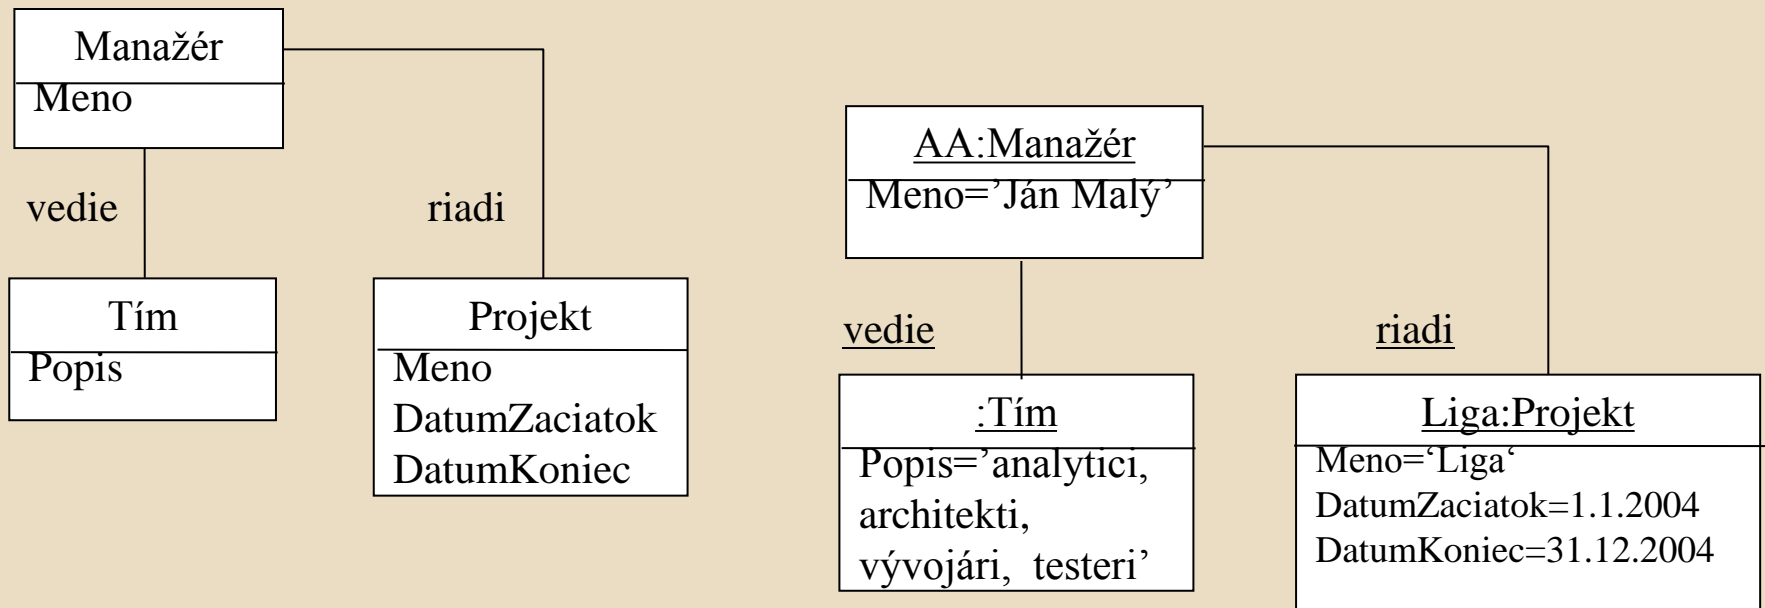 Manažér
Meno
vedie
riadi
Tím
Popis
Projekt
Meno
DatumZaciatok
DatumKoniec
AA:Manažér
Meno=’Ján Malý’
vedie
riadi
:Tím
Popis=’analytici,
architekti,
vývojári, testeri’
Liga:Projekt
Meno=‘Liga‘
DatumZaciatok=1.1.2004
DatumKoniec=31.12.2004